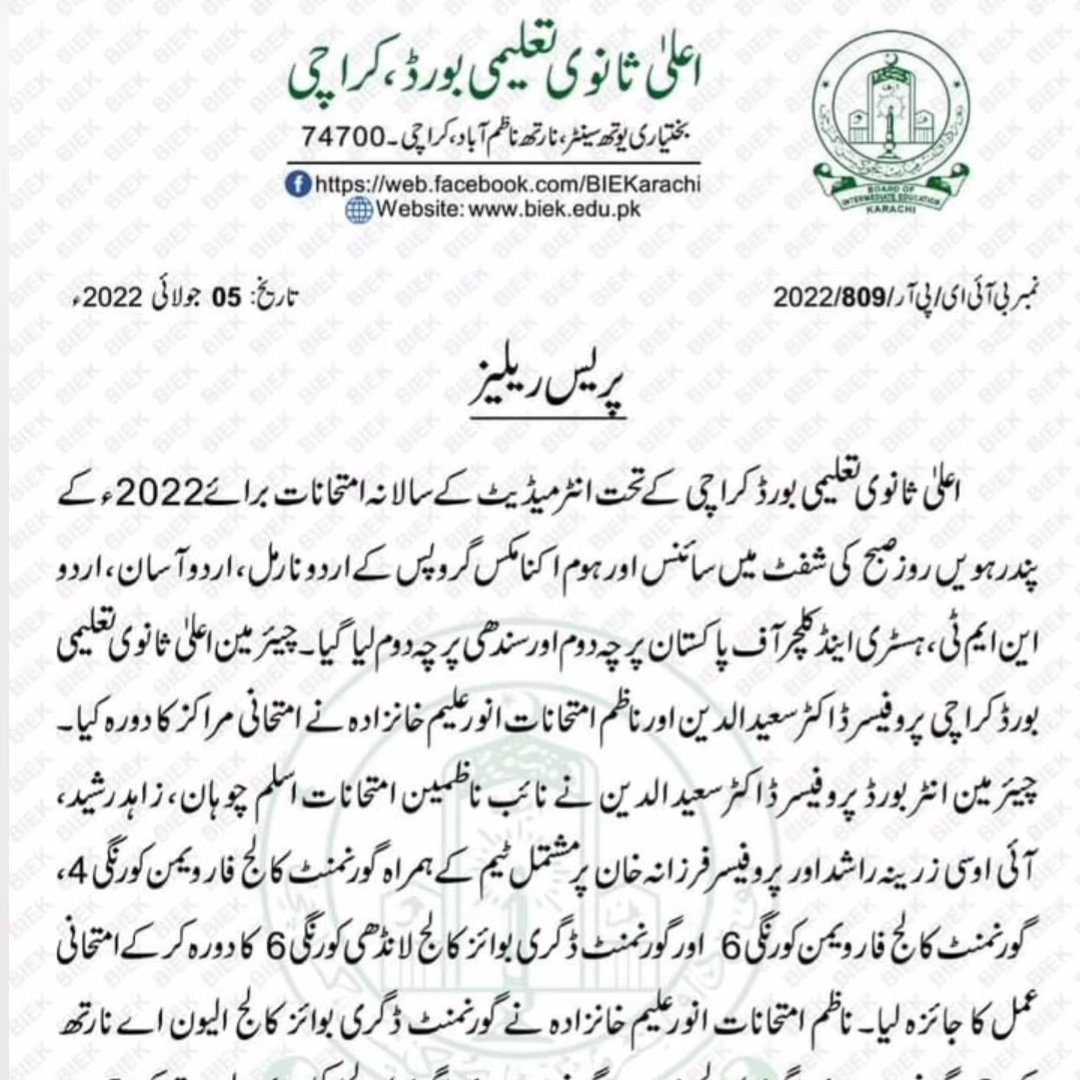 اعلیٰ ثانوی تعلیمی بورڈ، کراچی
بختیاری یوتھ سینٹر، نارتھ ناظم آباد، کراچی۔ 74700
https://web.facebook.com/BIEKarachi
Website: www.biek.edu.pk
BOARD OF
INTERMEDIATE EDUCATION
KARACHI
نمبر بی آئی ای/پی آر/2022/809
تاریخ: 05 جولائی 2022ء
پریس ریلیز
اعلیٰ ثانوی تعلیمی بورڈ کراچی کے تحت انٹرمیڈیٹ کے سالانہ امتحانات برائے 2022ء کے
پندرہویں روز صبح کی شفٹ میں سائنس اور ہوم اکنامکس گروپس کے اردو نارمل، اردو آسان، اردو
این ایم ٹی، ہسٹری اینڈ کلچر آف پاکستان پرچہ دوم اور سندھی پرچہ دوم لیا گیا۔ چیئرمین اعلیٰ ثانوی تعلیمی
بورڈ کراچی پروفیسر ڈاکٹر سعید الدین اور ناظم امتحانات انور علیم خانزادہ نے امتحانی مراکز کا دورہ کیا۔
چیئرمین انٹر بورڈ پروفیسر ڈاکٹر سعید الدین نے نائب ناظمین امتحانات اسلم چوہان، زاہد رشید،
آئی او سی زرینہ راشد اور پروفیسر فرزانہ خان پر مشتمل ٹیم کے ہمراہ گورنمنٹ کالج فار ویمن کورنگی 4،
گورنمنٹ کالج فار ویمن کورنگی 6 اور گورنمنٹ ڈگری بوائز کالج لانڈھی کورنگی 6 کا دورہ کر کے امتحانی
عمل کا جائزہ لیا۔ ناظم امتحانات انور علیم خانزادہ نے گورنمنٹ ڈگری بوائز کالج الیون اے نارتھ